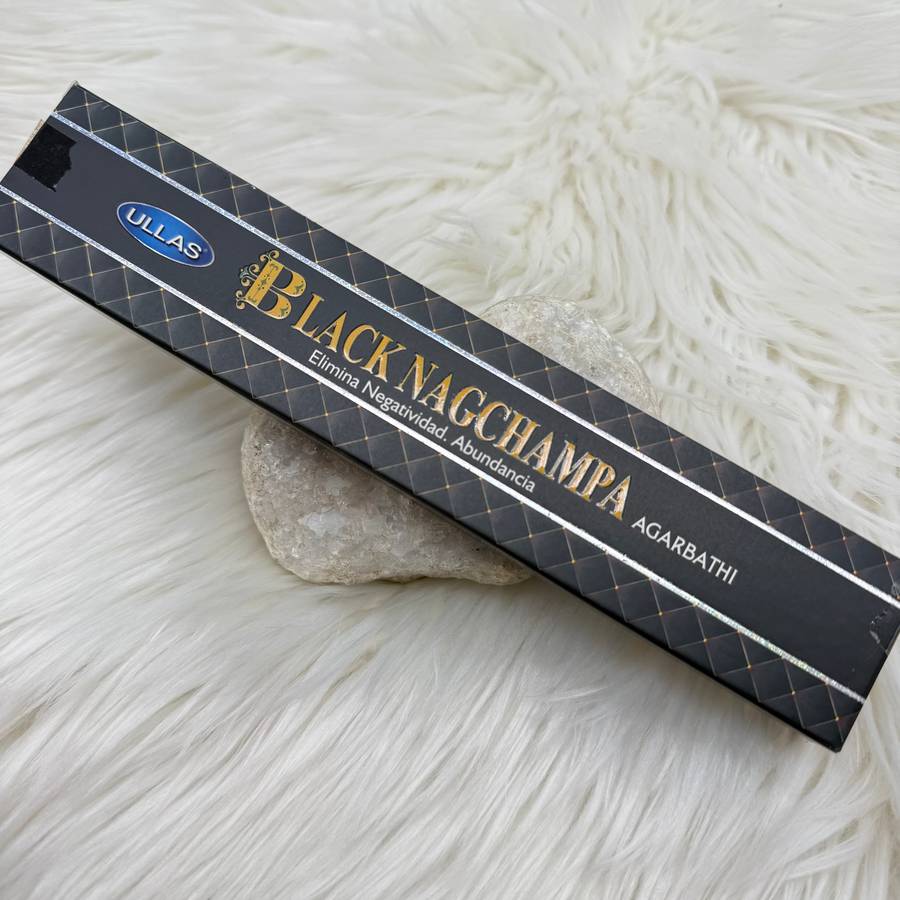 ULLAS
BLACK NAGCHAMPA
Elimina Negatividad. Abundancia
AGARBATHI